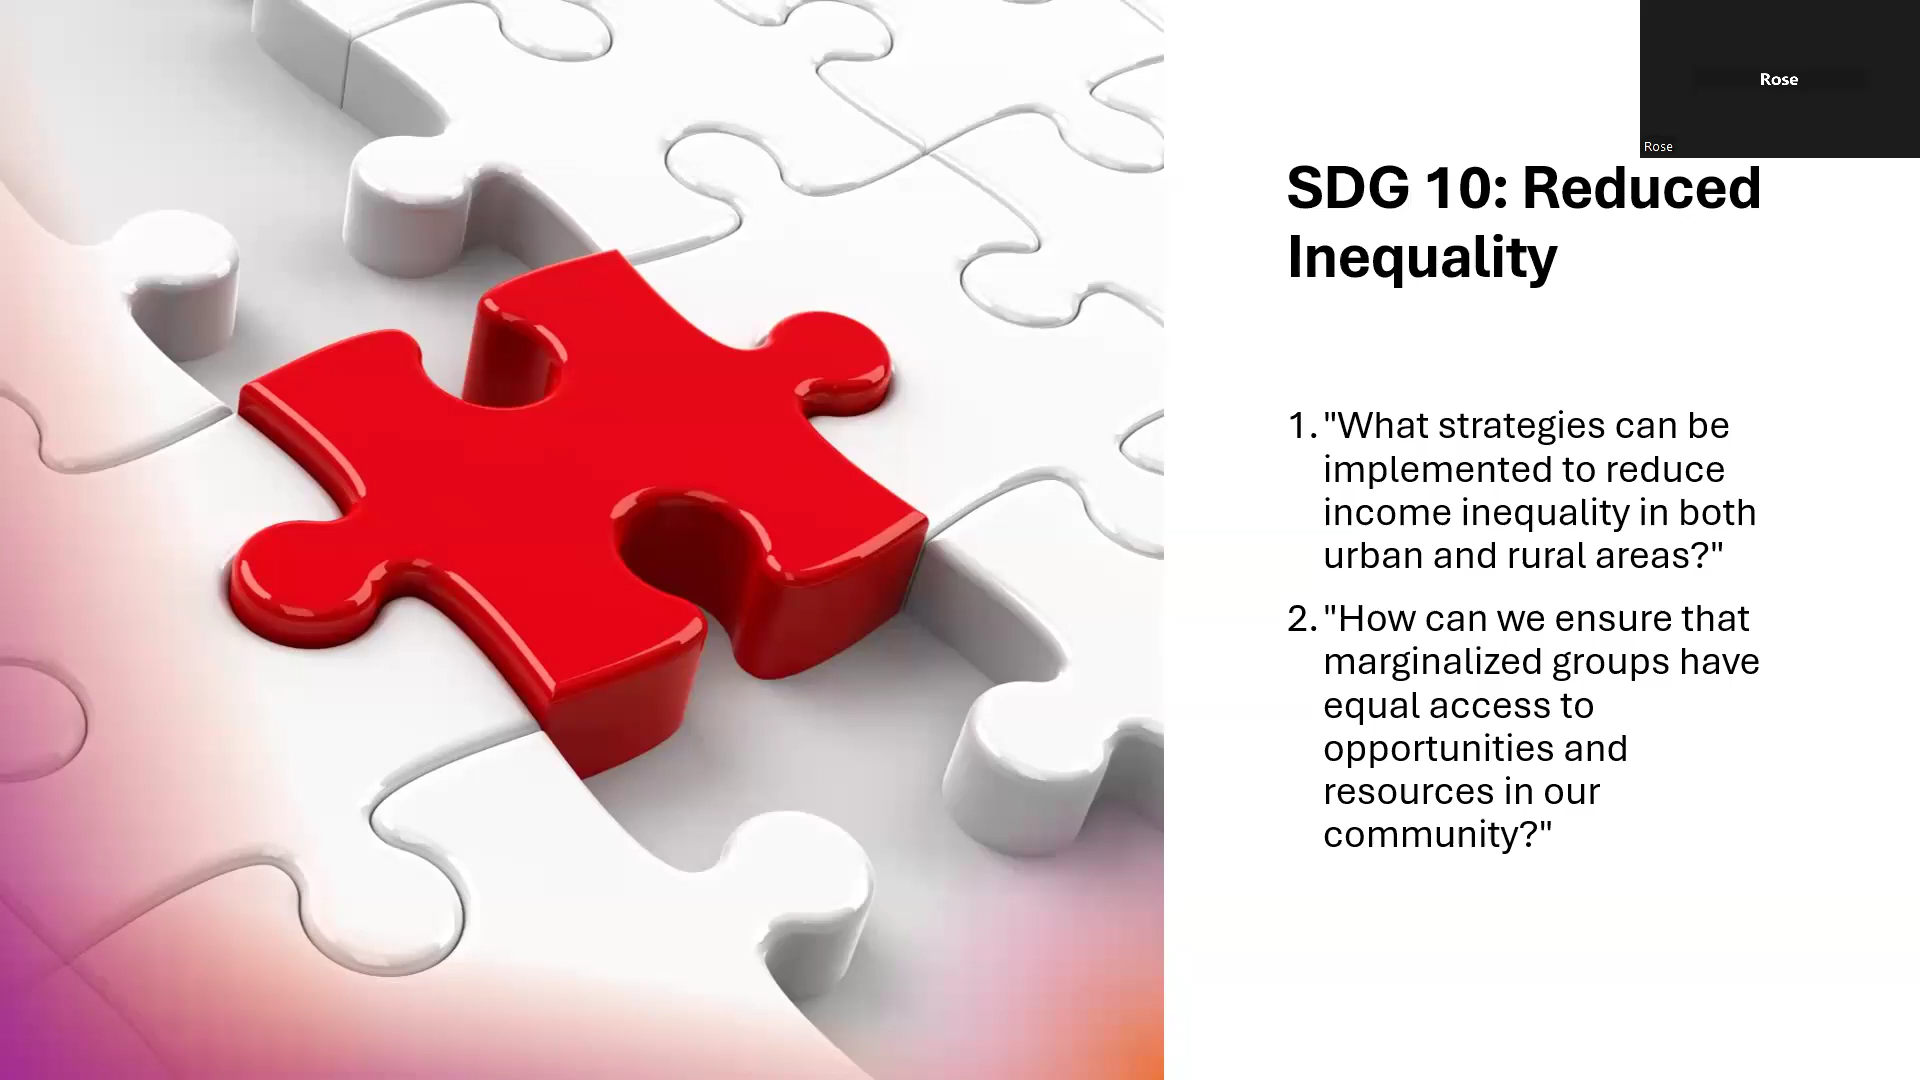 Rose
Rose
SDG 10: Reduced
Inequality
1. "What strategies can be
implemented to reduce
income inequality in both
urban and rural areas?"
2. "How can we ensure that
marginalized groups have
equal access to
opportunities and
resources in our
community?"